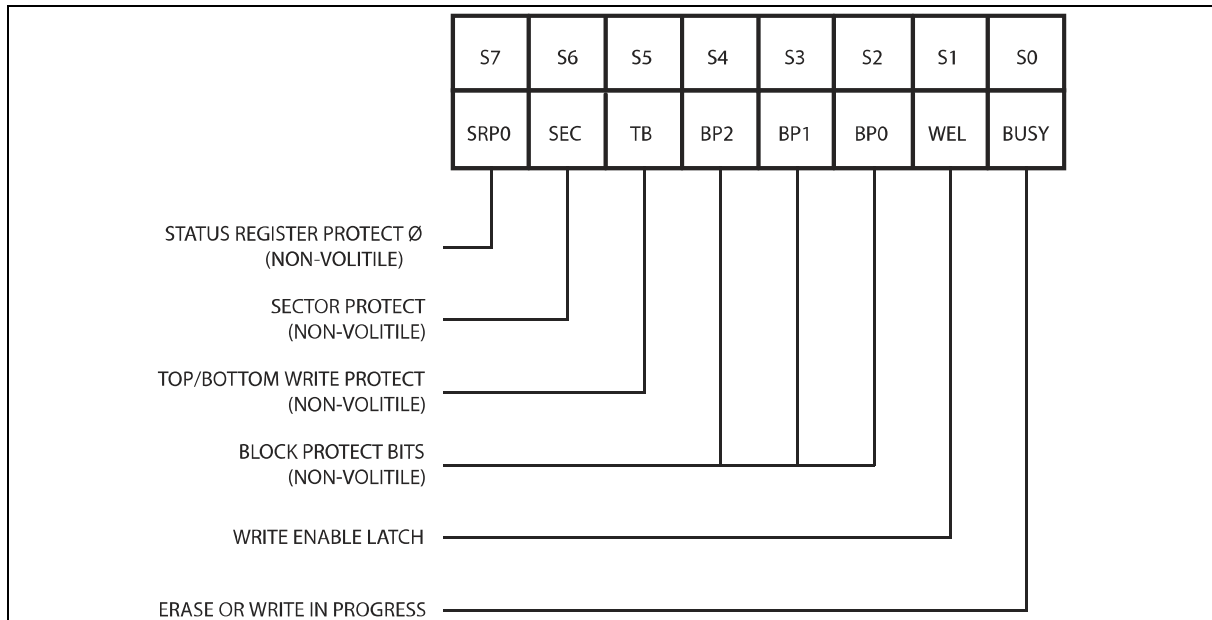 S7 S6 S5 S4 S3 S2 S1 S0
SRP0 SEC TB BP2 BP1 BP0 WEL BUSY
STATUS REGISTER PROTECT Ø
(NON-VOLITILE)
SECTOR PROTECT
(NON-VOLITILE)
TOP/BOTTOM WRITE PROTECT
(NON-VOLITILE)
BLOCK PROTECT BITS
(NON-VOLITILE)
WRITE ENABLE LATCH
ERASE OR WRITE IN PROGRESS